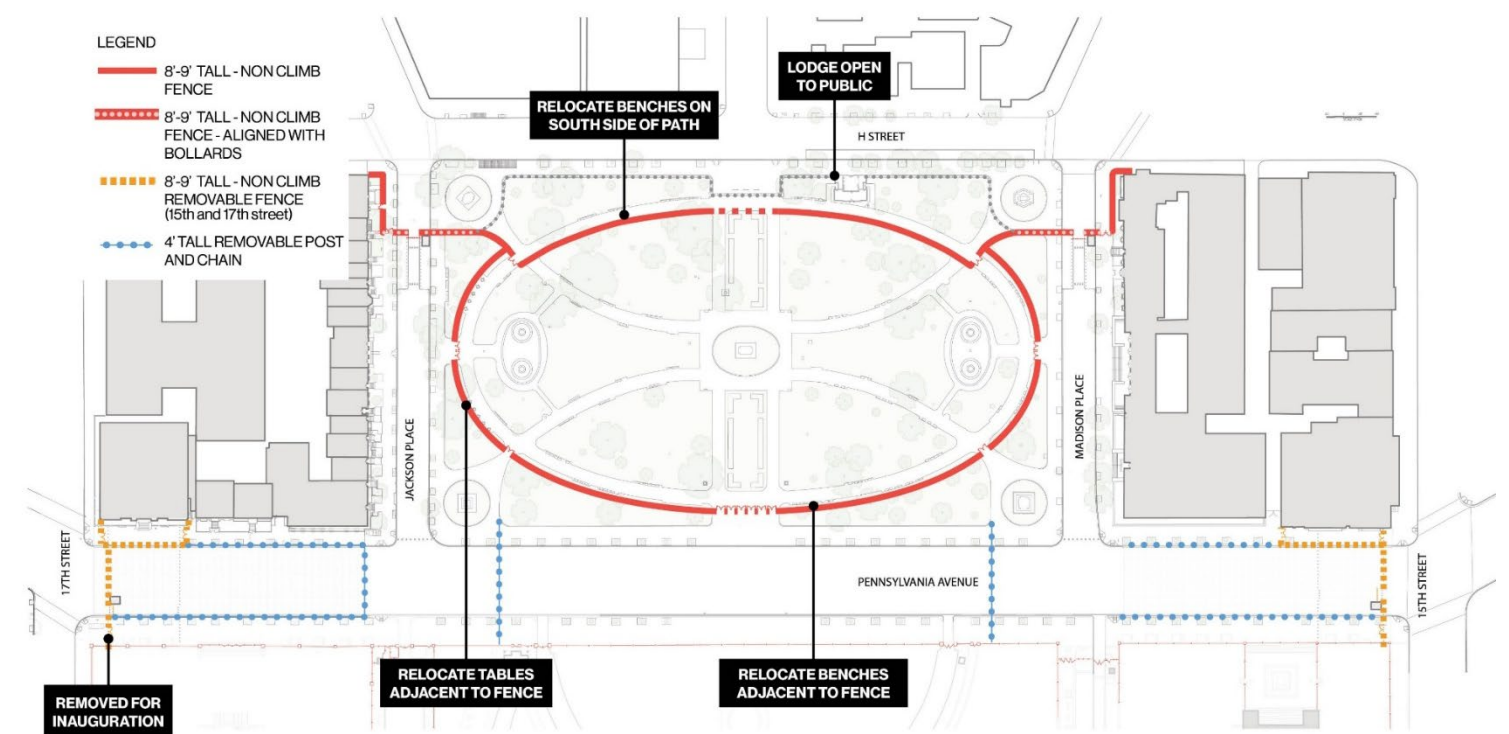 LEGEND
8'-9' TALL - NON CLIMB
FENCE
8'-9' TALL - NON CLIMB
FENCE - ALIGNED WITH
BOLLARDS
8'-9' TALL - NON CLIMB
REMOVABLE FENCE
(15th and 17th street)
4' TALL REMOVABLE POST
AND CHAIN
RELOCATE BENCHES ON
SOUTH SIDE OF PATH
LODGE OPEN
TO PUBLIC
H STREET
JACKSON PLACE
MADISON PLACE
17TH STREET
PENNSYLVANIA AVENUE
15TH STREET
RELOCATE TABLES
ADJACENT TO FENCE
RELOCATE BENCHES
ADJACENT TO FENCE
REMOVED FOR
INAUGURATION